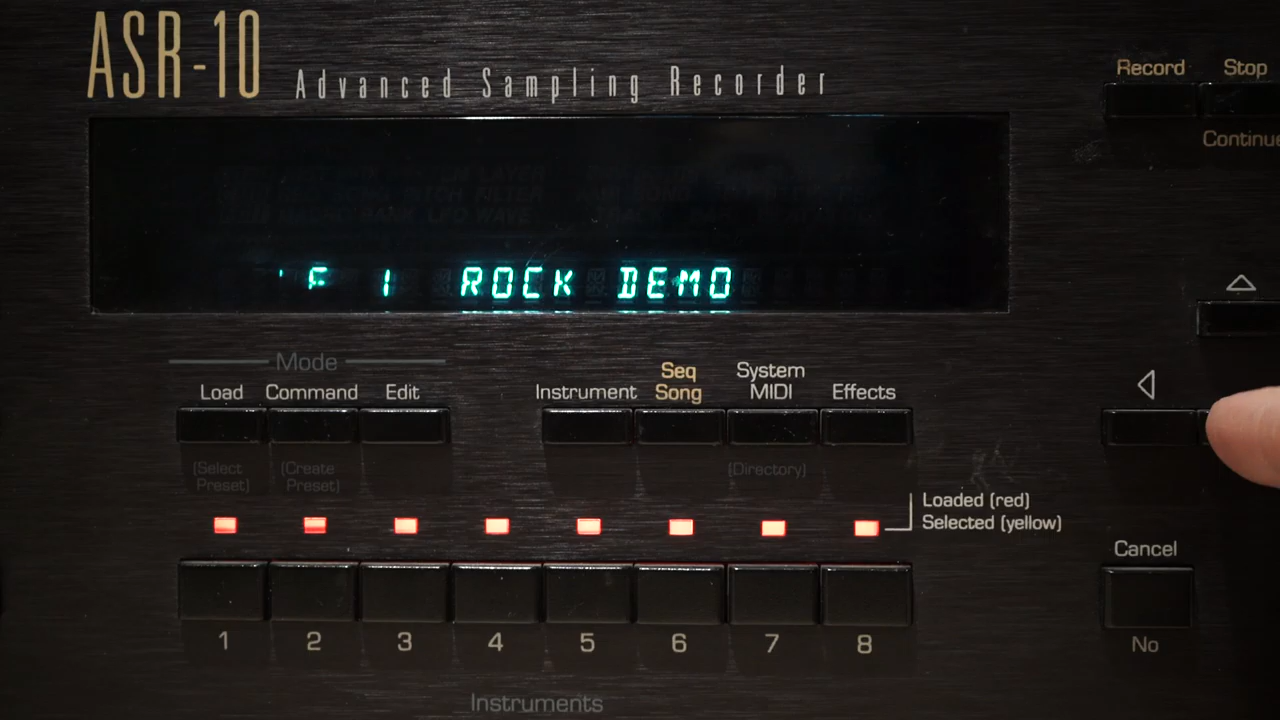 ASR-10 Advanced Sampling Recorder
Record Stop
Continue
F 1 ROCK DEMO
Mode
Load Command Edit Instrument Seq Song System MIDI Effects
(Select Preset) (Create Preset) (Directory)
Loaded (red)
Selected (yellow)
Cancel
1 2 3 4 5 6 7 8
No
Instruments